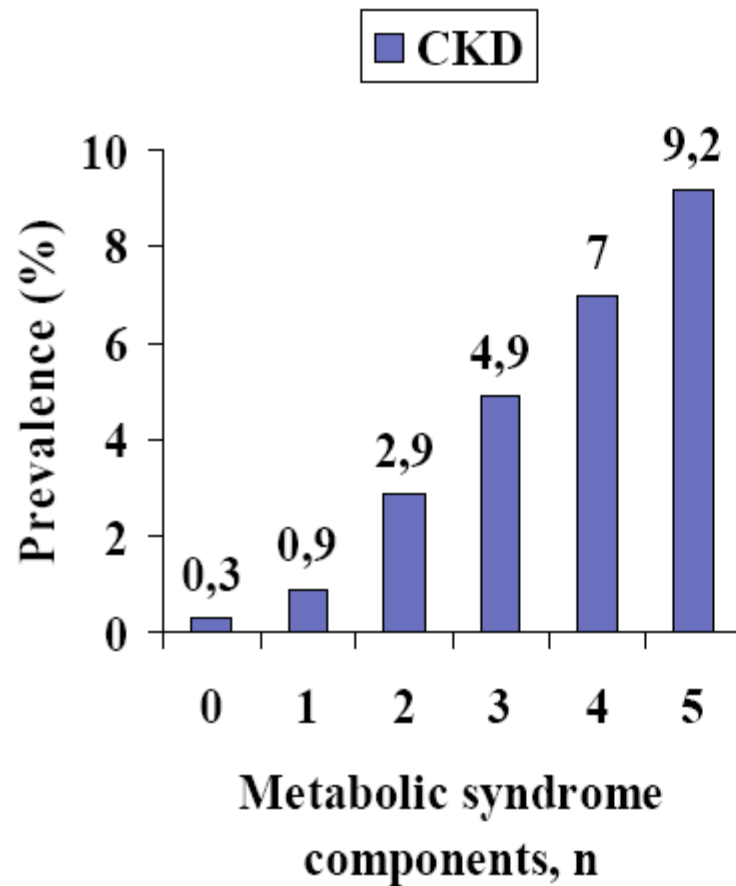 CKD
Prevalence (%)
10
8
6
4
2
0
0,3
0,9
2,9
4,9
7
9,2
0 1 2 3 4 5
Metabolic syndrome
components, n